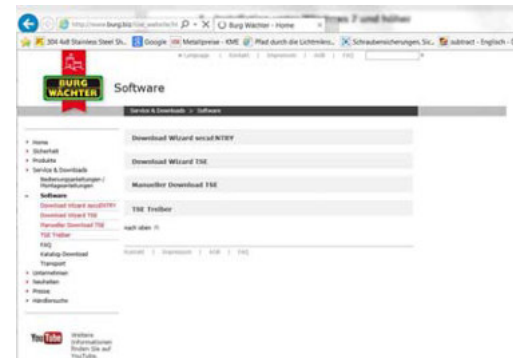 http://www.burg.biz
Burg Wächter - Home
304 4x8 Stainless Steel Sh...
Google
Metallpreise - KME
Pfad durch die Lichtmikro...
Schraubensicherungen, Sic...
subtract - Englisch -
Language | Kontakt | Impressum | AGB | FAQ
BURG
WÄCHTER
Software
Service & Downloads > Software
Download Wizard secuENTRY
Download Wizard TSE
Manueller Download TSE
TSE Treiber
nach oben
Kontakt | Impressum | AGB | FAQ
Home
Sicherheit
Produkte
Service & Downloads
Bedienungsanleitungen /
Montageanleitungen
Software
Download Wizard secuENTRY
Download Wizard TSE
Manueller Download TSE
TSE Treiber
FAQ
Katalog Download
Transport
Unternehmen
Neuheiten
Presse
Händlersuche
YouTube
Weitere
Informationen
finden Sie auf
YouTube.